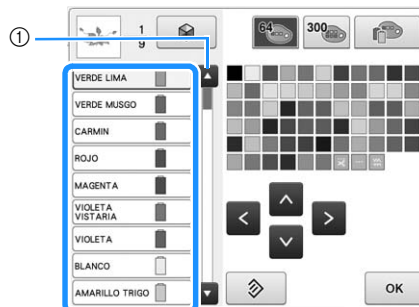 ①
1
9
64
300
VERDE LIMA
VERDE MUSGO
CARMIN
ROJO
MAGENTA
VIOLETA
VISTARIA
VIOLETA
BLANCO
AMARILLO TRIGO
OK